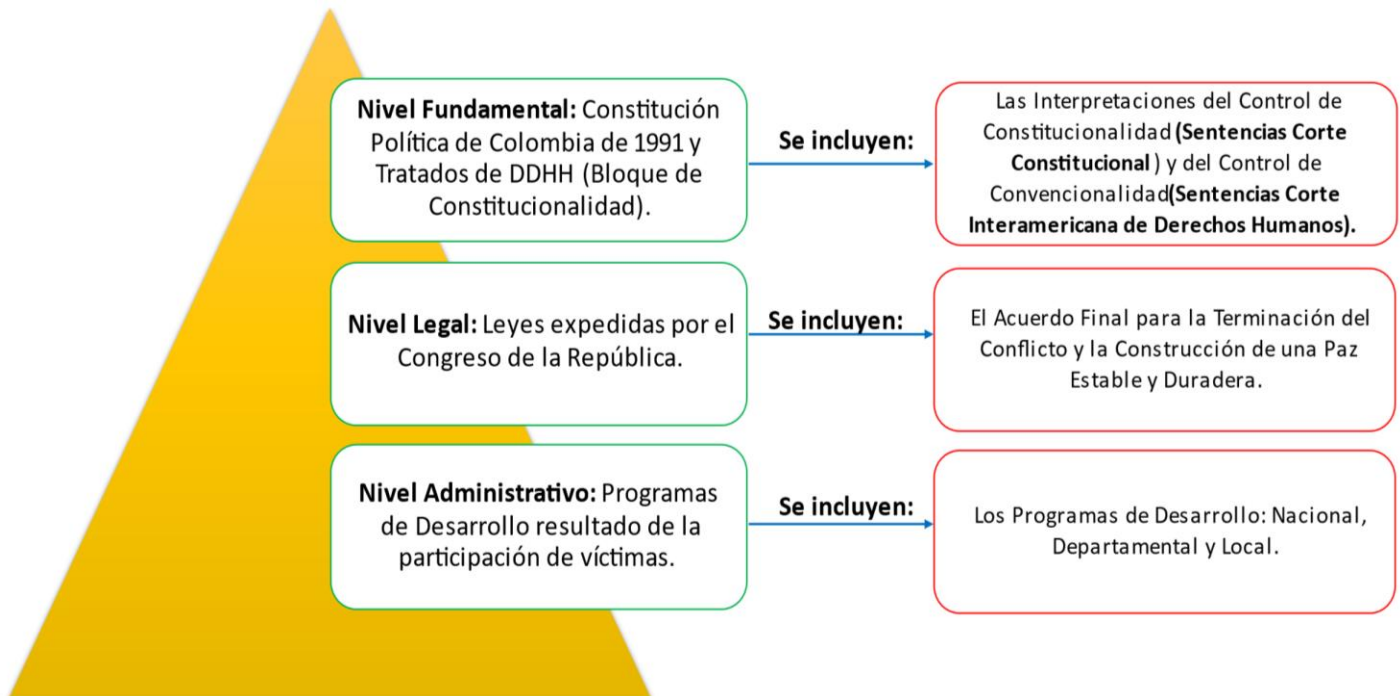 Nivel Fundamental: Constitución
Política de Colombia de 1991 y
Tratados de DDHH (Bloque de
Constitucionalidad).
Se incluyen:
Las Interpretaciones del Control de
Constitucionalidad (Sentencias Corte
Constitucional) y del Control de
Convencionalidad(Sentencias Corte
Interamericana de Derechos Humanos).
Nivel Legal: Leyes expedidas por el
Congreso de la República.
Se incluyen:
El Acuerdo Final para la Terminación del
Conflicto y la Construcción de una Paz
Estable y Duradera.
Nivel Administrativo: Programas
de Desarrollo resultado de la
participación de víctimas.
Se incluyen:
Los Programas de Desarrollo: Nacional,
Departamental y Local.